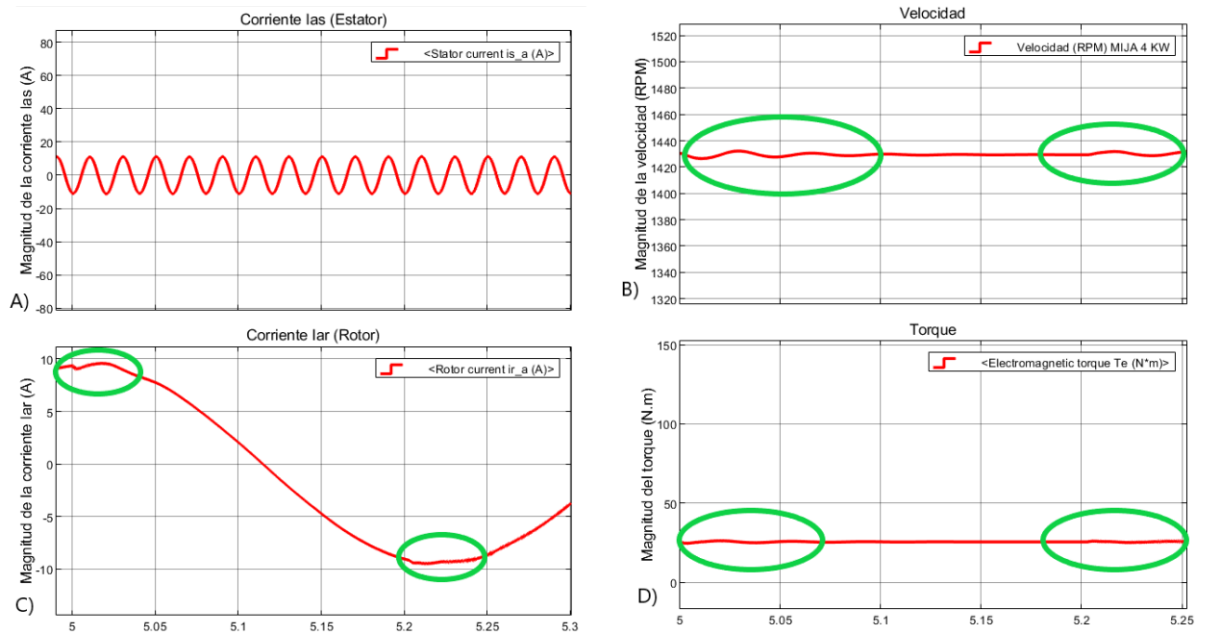 Corriente Ias (Estator)
<Stator current is_a (A)>
Magnitud de la corriente Ias (A)
80
60
40
20
0
-20
-40
-60
-80
A)
Velocidad
Velocidad (RPM) MIJA 4 KW
Magnitud de la velocidad (RPM)
1520
1500
1480
1460
1440
1420
1400
1380
1360
1340
1320
B)
Corriente Iar (Rotor)
<Rotor current ir_a (A)>
Magnitud de la corriente Iar (A)
10
5
0
-5
-10
C)
5 5.05 5.1 5.15 5.2 5.25 5.3
Torque
<Electromagnetic torque Te (N*m)>
Magnitud del torque (N.m)
150
100
50
0
D)
5 5.05 5.1 5.15 5.2 5.25